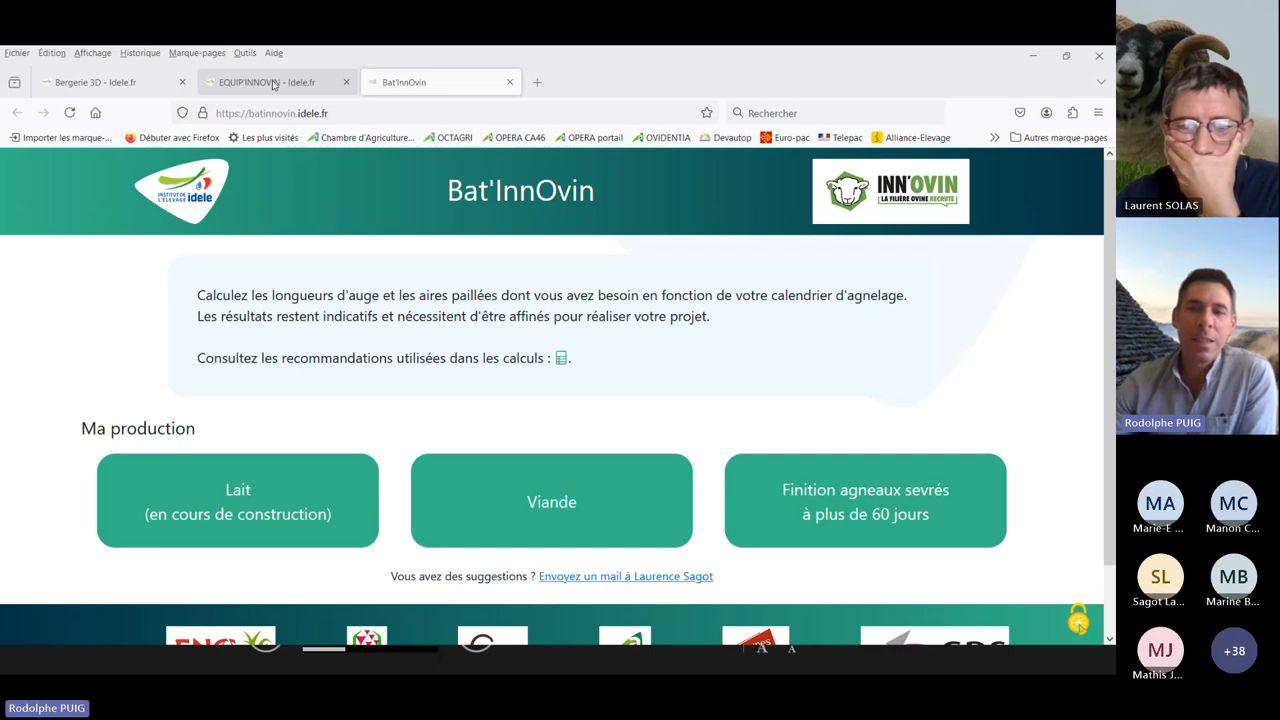 Fichier Édition Affichage Historique Marque-pages Outils Aide
Bergerie 3D - Idele.fr
EQUIP'INNOVIN - Idele.fr
Bat'InnOvin
https://batinnovin.idele.fr
Rechercher
Importer les marque-... Débuter avec Firefox Les plus visités Chambre d'Agriculture... OCTAGRI OPERA CA46 OPERA portail OVIDENTIA Devautop Euro-pac Telepac Alliance-Elevage Autres marque-pages
INSTITUT DE
L'ELEVAGE idele
Bat'InnOvin
INN'OVIN
LA FILIÈRE OVINE RECRUTE
Calculez les longueurs d'auge et les aires paillées dont vous avez besoin en fonction de votre calendrier d'agnelage.
Les résultats restent indicatifs et nécessitent d'être affinés pour réaliser votre projet.
Consultez les recommandations utilisées dans les calculs : .
Ma production
Lait
(en cours de construction)
Viande
Finition agneaux sevrés
à plus de 60 jours
Vous avez des suggestions ? Envoyez un mail à Laurence Sagot
A A
Rodolphe PUIG
Laurent SOLAS
Rodolphe PUIG
MA
Marie-E ...
MC
Manon C...
SL
Sagot La...
MB
Marine B...
MJ
Mathis J...
+38